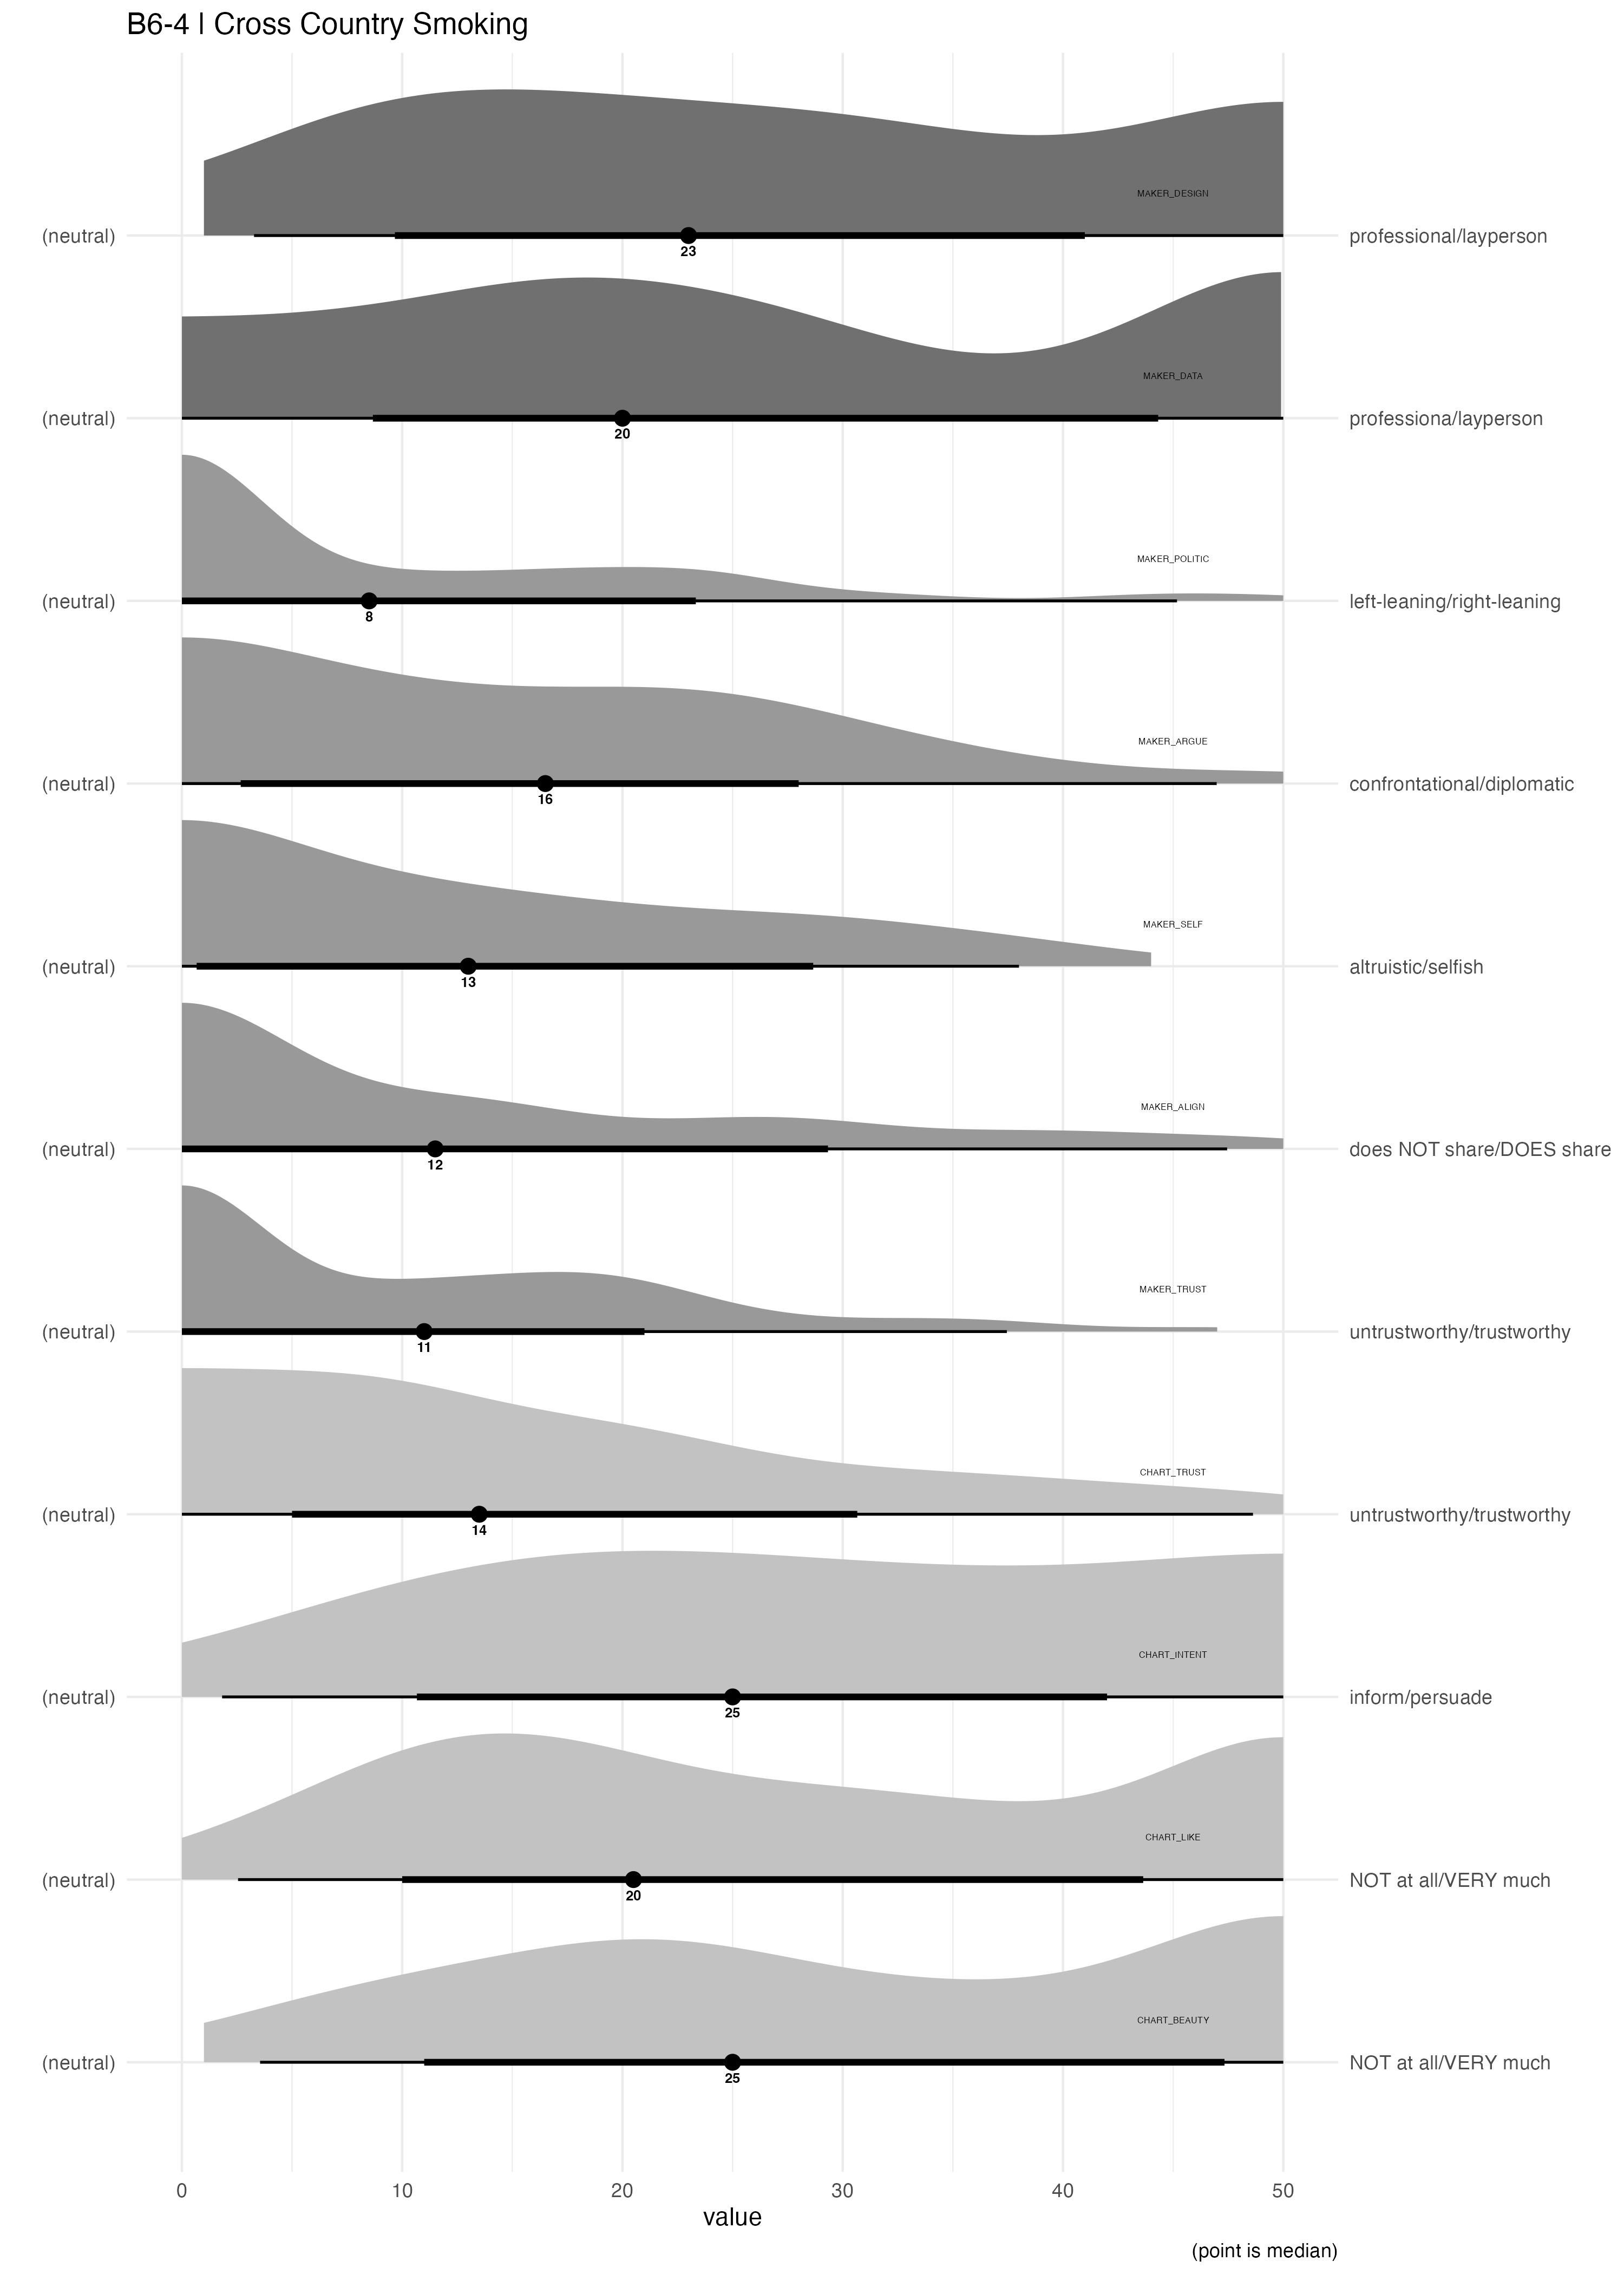 B6-4 | Cross Country Smoking
MAKER_DESIGN
(neutral) professional/layperson
23
MAKER_DATA
(neutral) professiona/layperson
20
MAKER_POLITIC
(neutral) left-leaning/right-leaning
8
MAKER_ARGUE
(neutral) confrontational/diplomatic
16
MAKER_SELF
(neutral) altruistic/selfish
13
MAKER_ALIGN
(neutral) does NOT share/DOES share
12
MAKER_TRUST
(neutral) untrustworthy/trustworthy
11
CHART_TRUST
(neutral) untrustworthy/trustworthy
14
CHART_INTENT
(neutral) inform/persuade
25
CHART_LIKE
(neutral) NOT at all/VERY much
20
CHART_BEAUTY
(neutral) NOT at all/VERY much
25
0 10 20 30 40 50
value
(point is median)